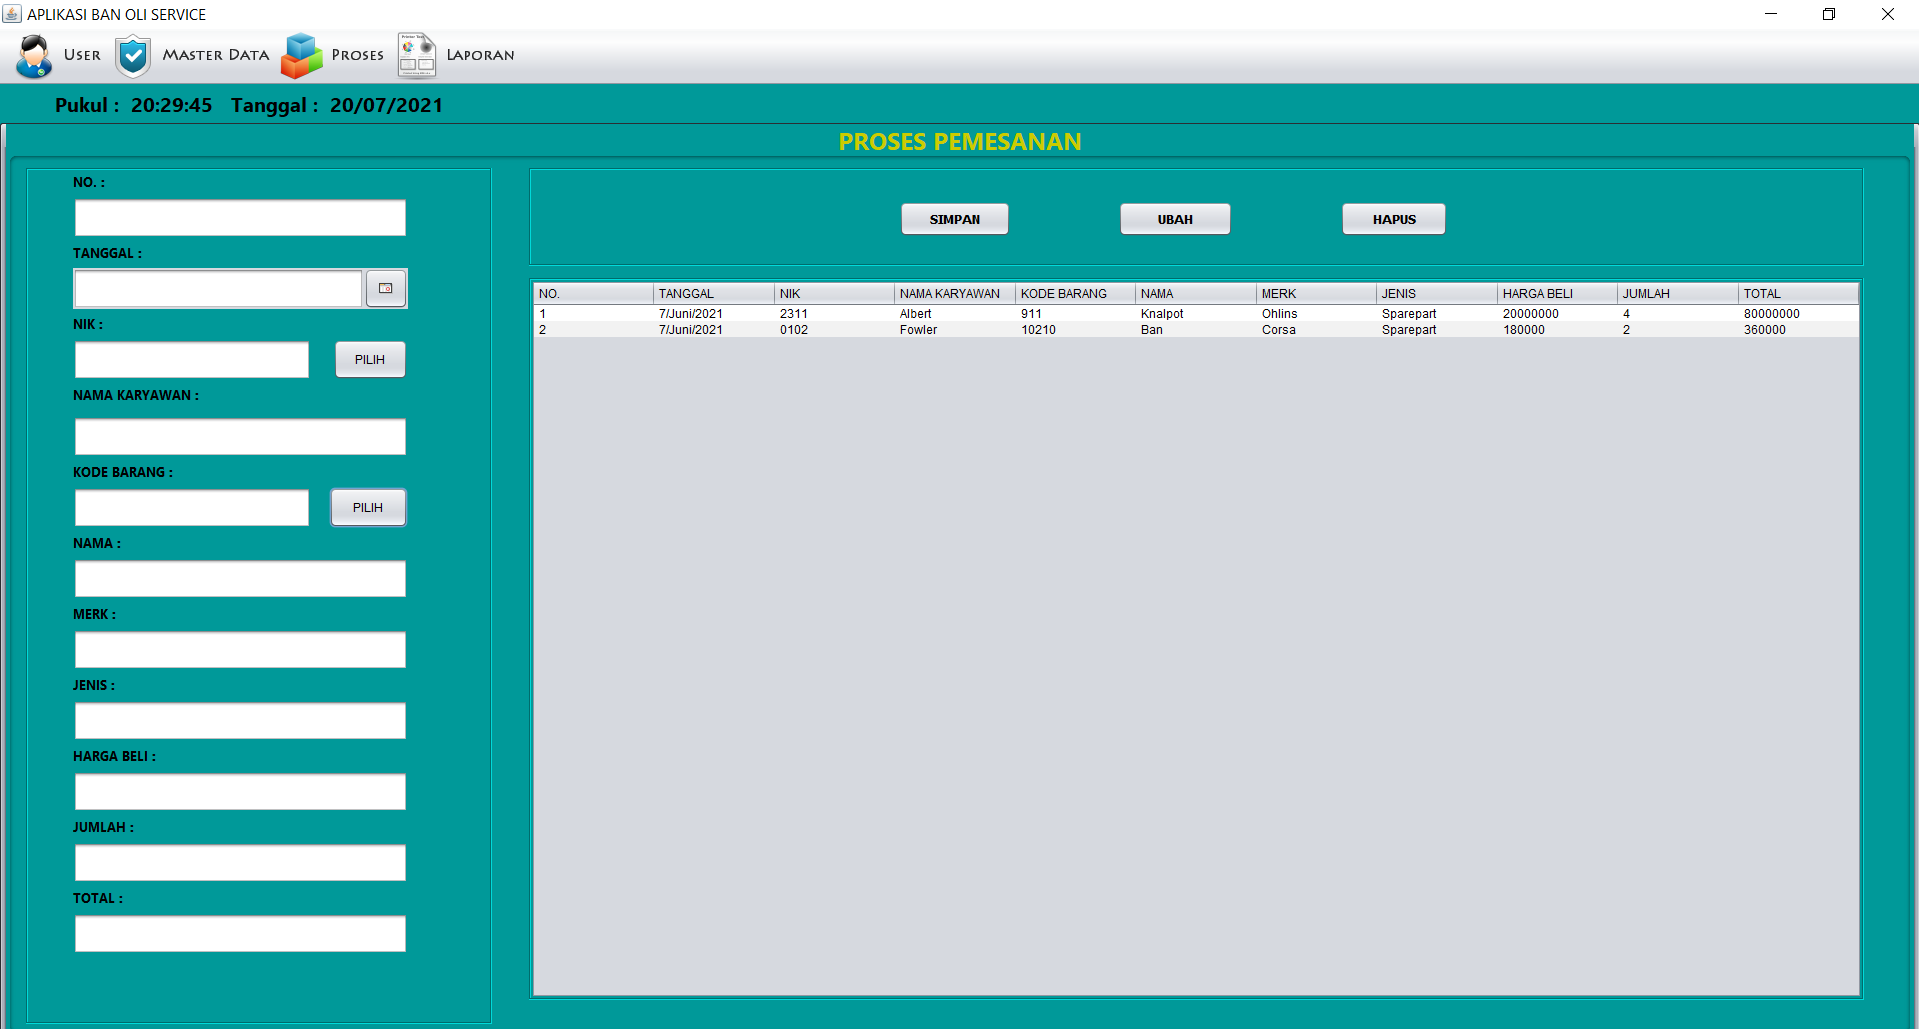 APLIKASI BAN OLI SERVICE
User Master Data Proses Laporan
Pukul : 20:29:45 Tanggal : 20/07/2021
PROSES PEMESANAN
NO. :
TANGGAL :
NIK :
PILIH
NAMA KARYAWAN :
KODE BARANG :
PILIH
NAMA :
MERK :
JENIS :
HARGA BELI :
JUMLAH :
TOTAL :
SIMPAN UBAH HAPUS
NO. TANGGAL NIK NAMA KARYAWAN KODE BARANG NAMA MERK JENIS HARGA BELI JUMLAH TOTAL
1 7/Juni/2021 2311 Albert 911 Knalpot Ohlins Sparepart 20000000 4 80000000
2 7/Juni/2021 0102 Fowler 10210 Ban Corsa Sparepart 180000 2 360000